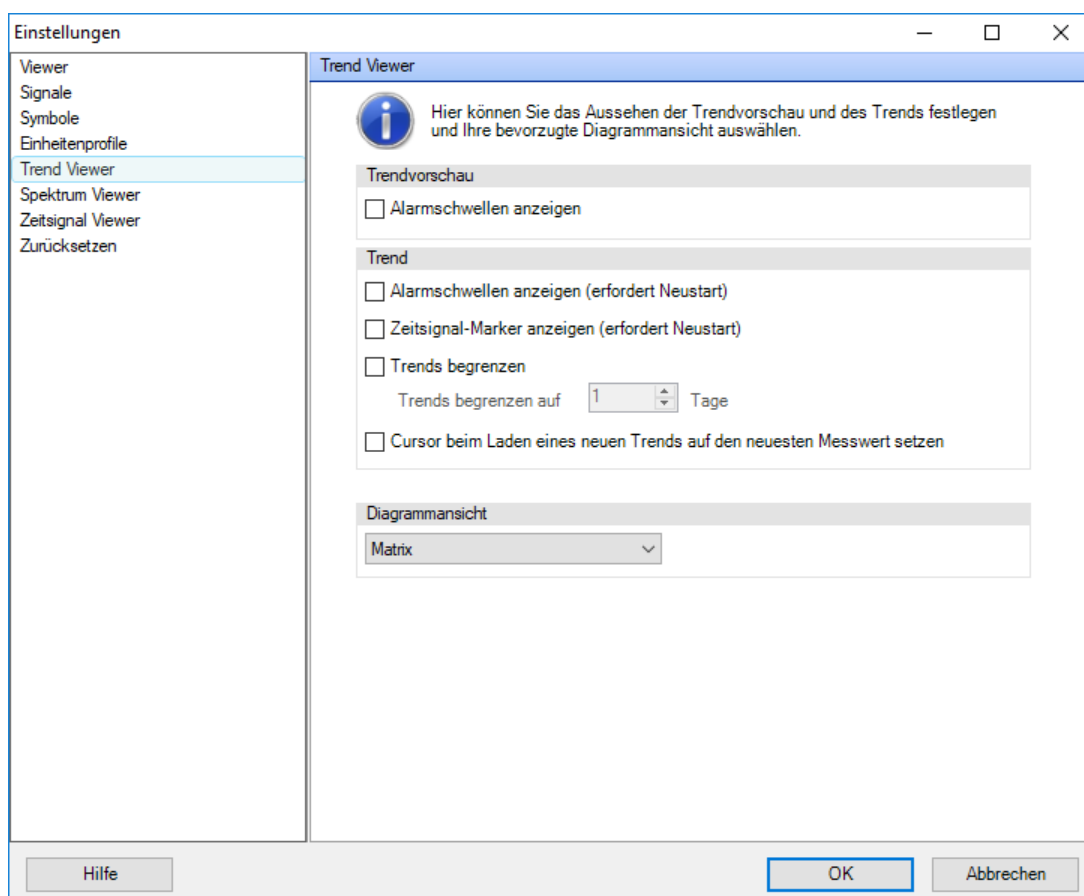 Einstellungen
Viewer
Signale
Symbole
Einheitenprofile
Trend Viewer
Spektrum Viewer
Zeitsignal Viewer
Zurücksetzen
Trend Viewer
Hier können Sie das Aussehen der Trendvorschau und des Trends festlegen
und Ihre bevorzugte Diagrammansicht auswählen.
Trendvorschau
Alarmschwellen anzeigen
Trend
Alarmschwellen anzeigen (erfordert Neustart)
Zeitsignal-Marker anzeigen (erfordert Neustart)
Trends begrenzen
Trends begrenzen auf 1 Tage
Cursor beim Laden eines neuen Trends auf den neuesten Messwert setzen
Diagrammansicht
Matrix
Hilfe OK Abbrechen